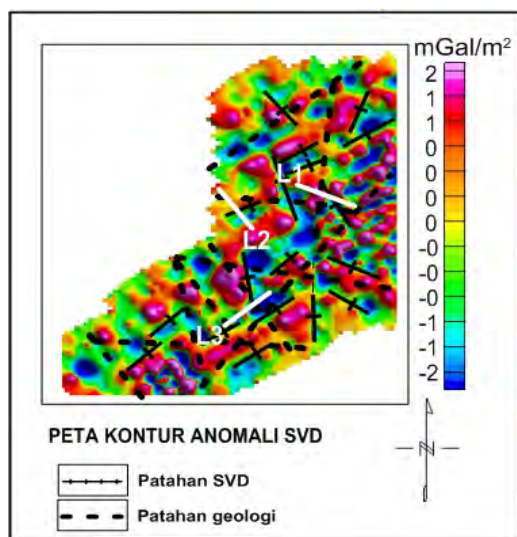 mGal/m²
2
1
1
0
0
0
-0
-0
-0
-1
-1
-2
L1
L2
L3
PETA KONTUR ANOMALI SVD
Patahan SVD
Patahan geologi
N